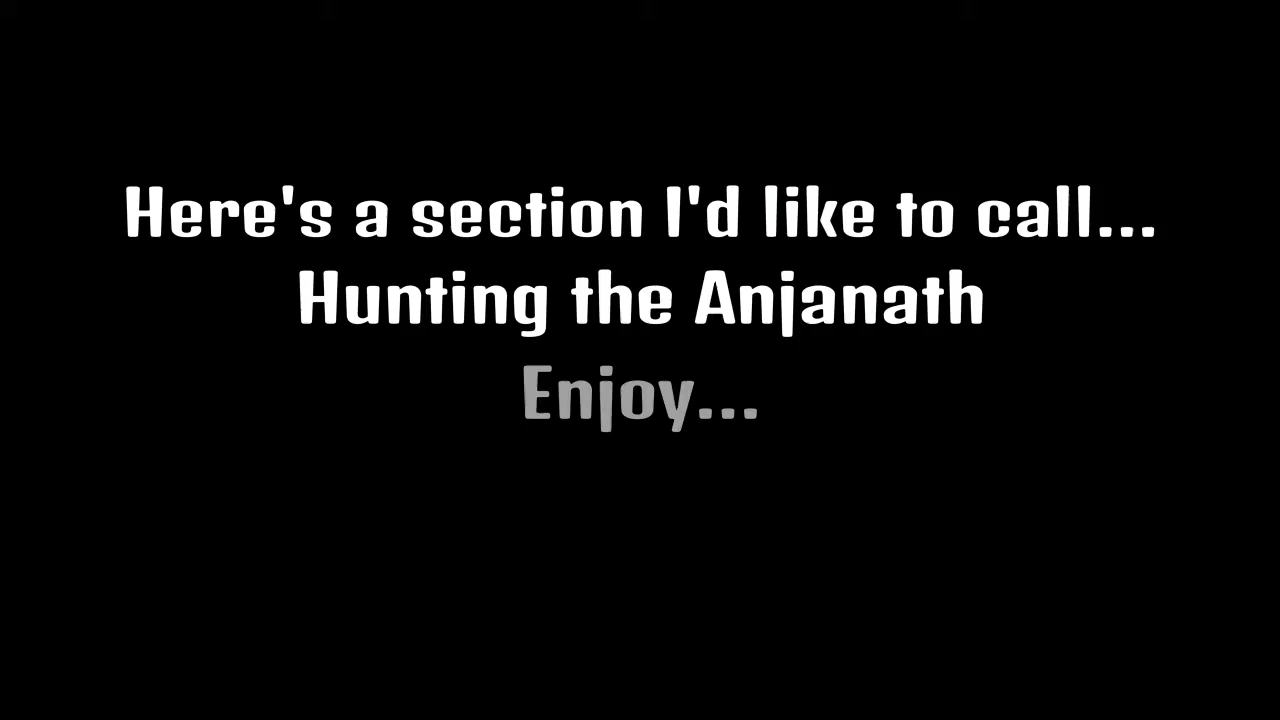 Here's a section I'd like to call...
Hunting the Anjanath
Enjoy...